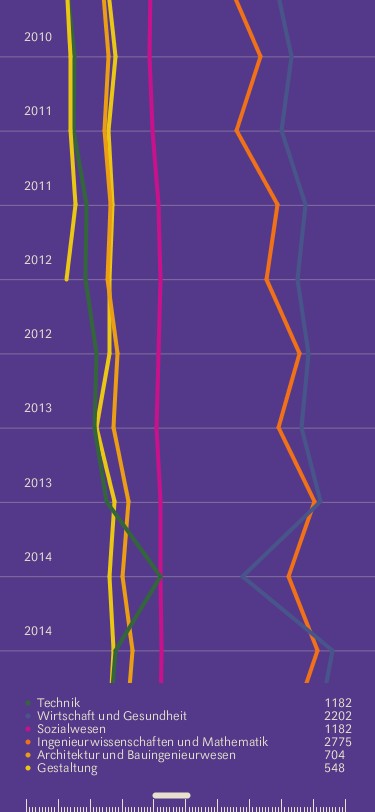 2010
2011
2011
2012
2012
2013
2013
2014
2014
Technik 1182
Wirtschaft und Gesundheit 2202
Sozialwesen 1182
Ingenieurwissenschaften und Mathematik 2775
Architektur und Bauingenieurwesen 704
Gestaltung 548